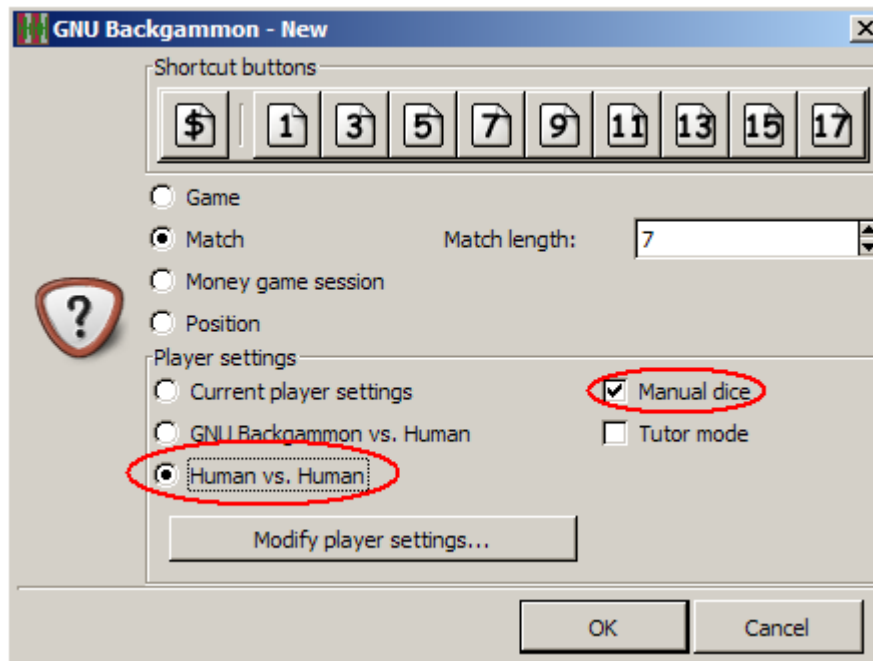 GNU Backgammon - New
Shortcut buttons
$ 1 3 5 7 9 11 13 15 17
Game
Match Match length: 7
Money game session
Position
Player settings
Current player settings Manual dice
GNU Backgammon vs. Human Tutor mode
Human vs. Human
Modify player settings...
OK Cancel